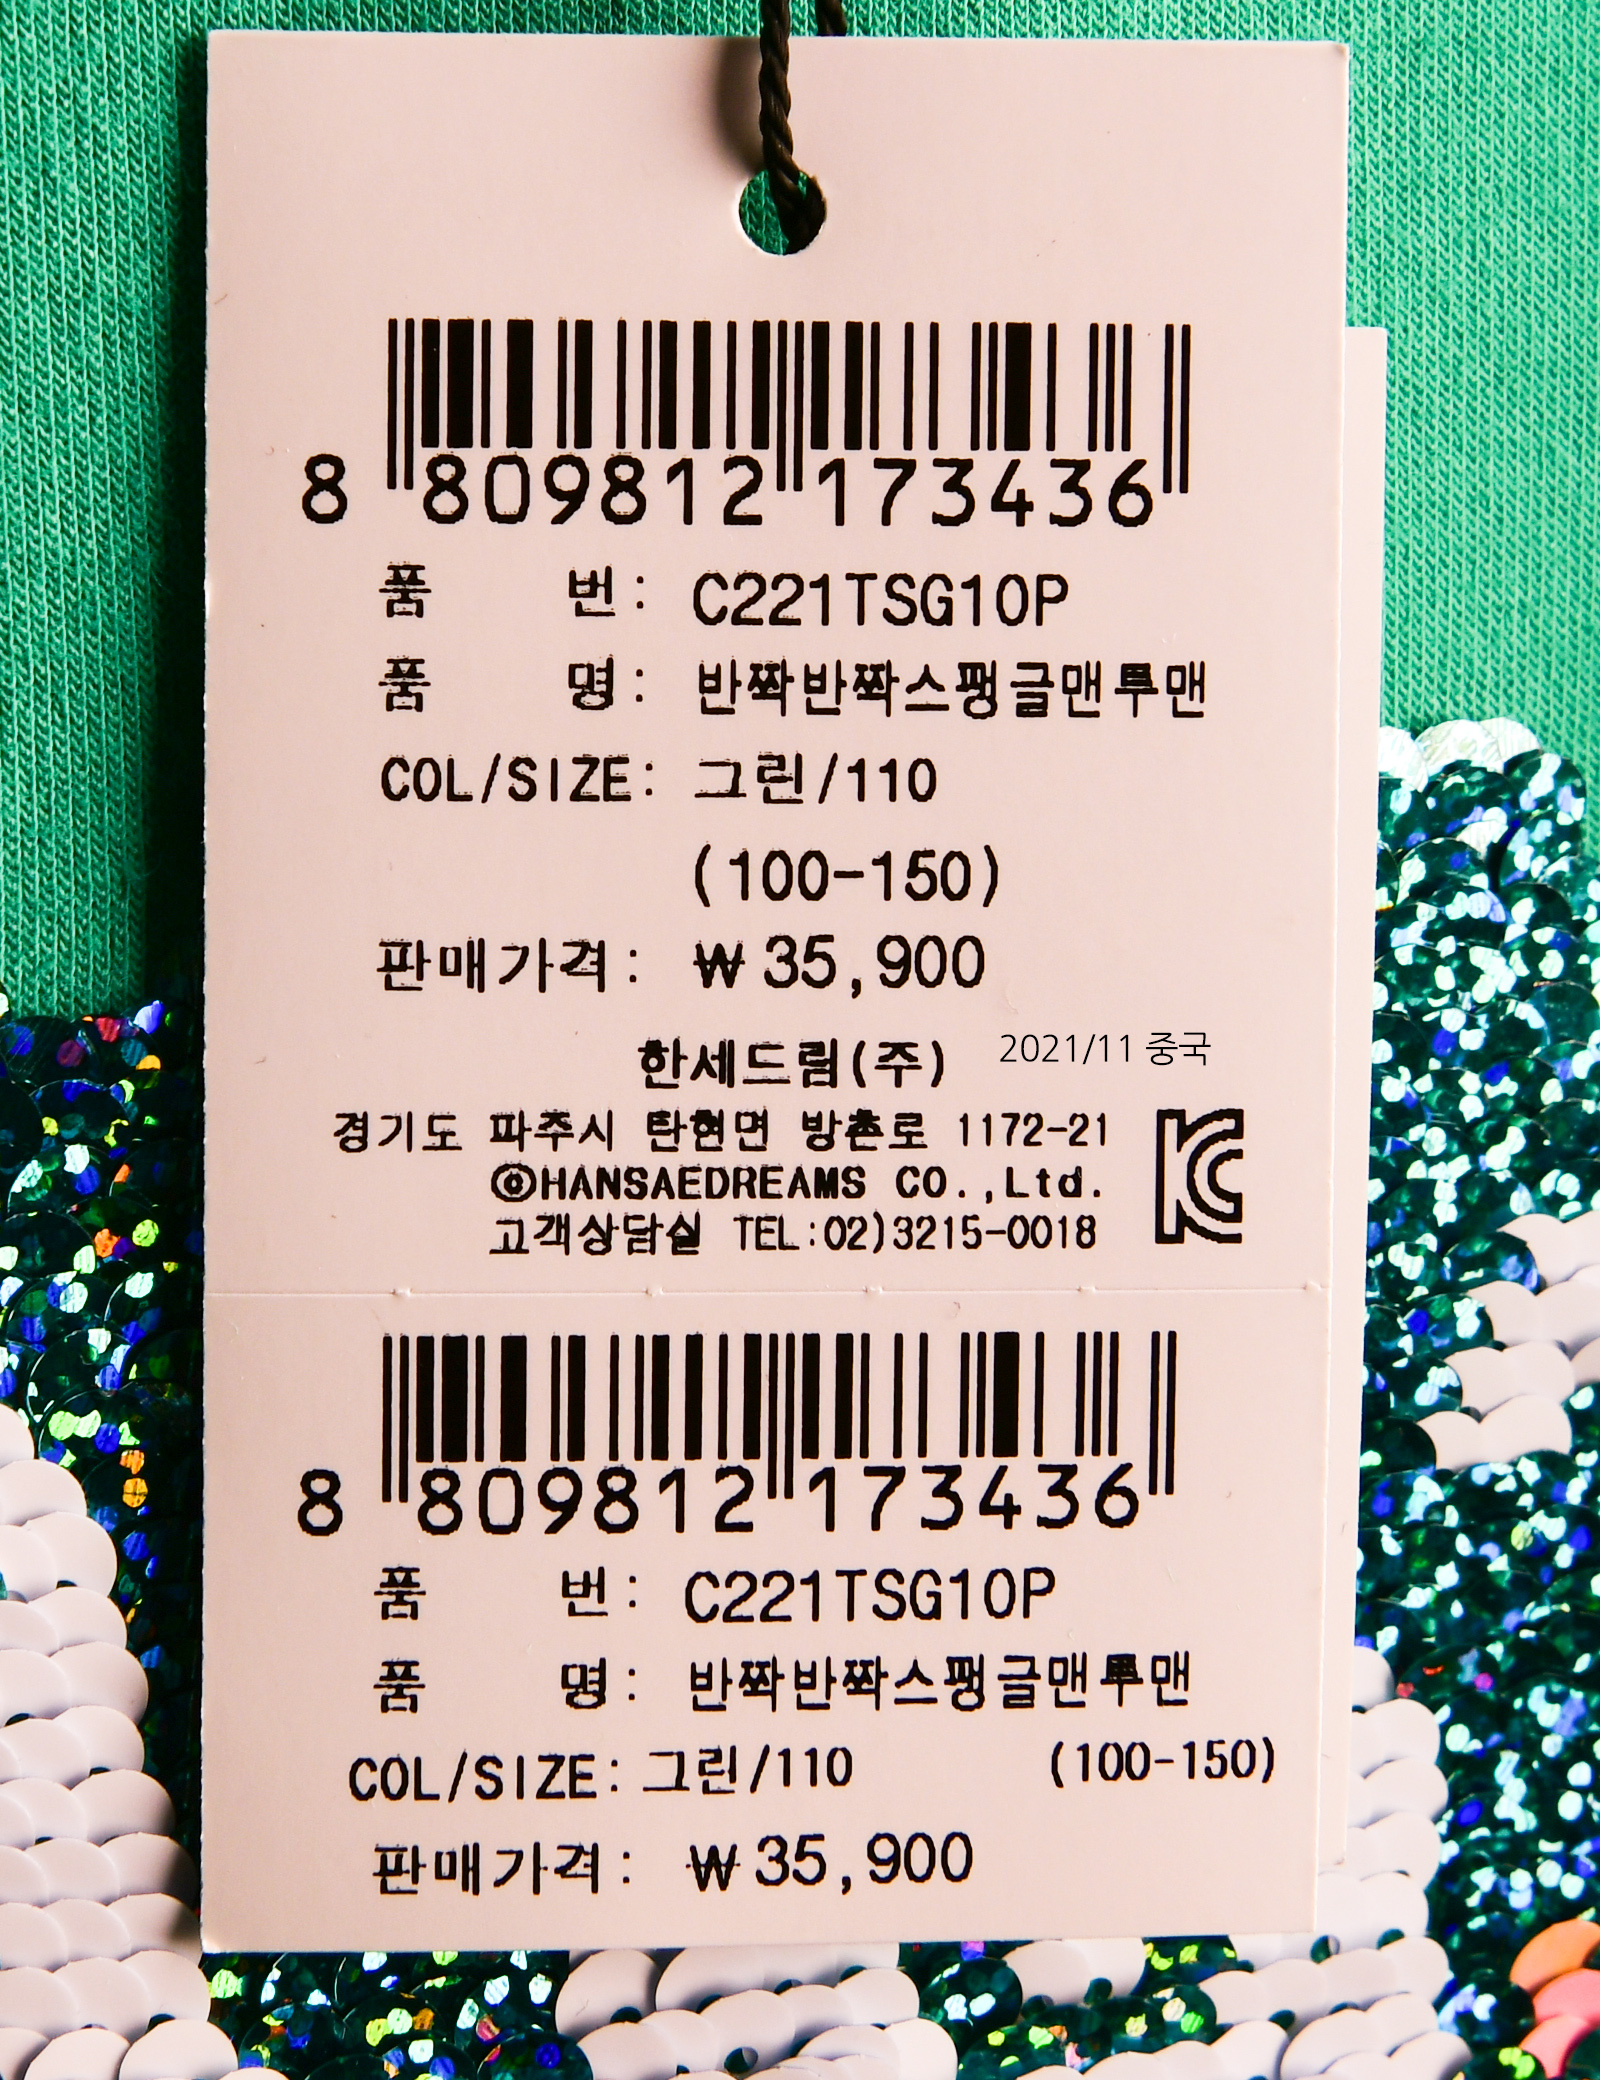 8 809812 173436
품 번: C221TSG10P
품 명: 반짝반짝스팽글맨투맨
COL/SIZE: 그린/110
(100-150)
판매가격: ₩35,900
한세드림(주) 2021/11 중국
경기도 파주시 탄현면 방촌로 1172-21
©HANSAEDREAMS CO.,Ltd.
고객상담실 TEL:02)3215-0018
KC
8 809812 173436
품 번: C221TSG10P
품 명: 반짝반짝스팽글맨투맨
COL/SIZE: 그린/110 (100-150)
판매가격: ₩35,900